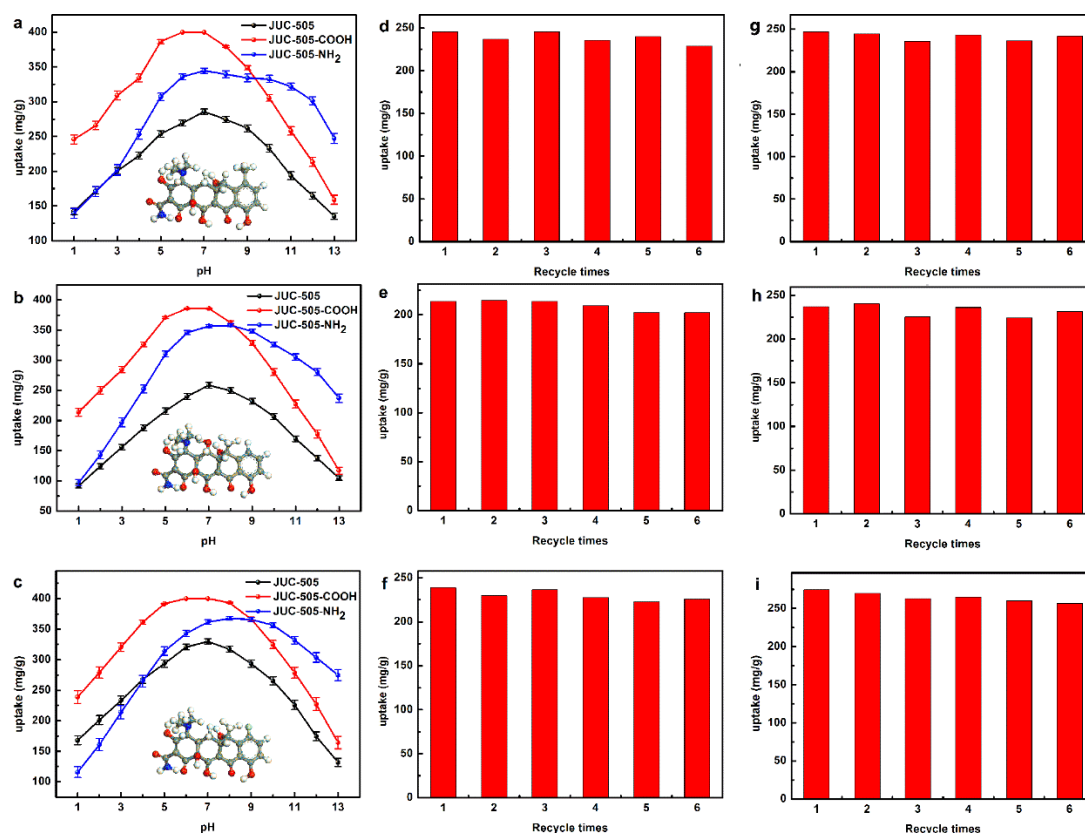 a
JUC-505
JUC-505-COOH
JUC-505-NH2
400
350
300
250
200
150
100
uptake (mg/g)
1 3 5 7 9 11 13
pH
d
250
200
150
100
50
0
uptake (mg/g)
1 2 3 4 5 6
Recycle times
g
250
200
150
100
50
0
uptake (mg/g)
1 2 3 4 5 6
Recycle times
b
JUC-505
JUC-505-COOH
JUC-505-NH2
400
350
300
250
200
150
100
50
uptake (mg/g)
1 3 5 7 9 11 13
pH
e
200
150
100
50
0
uptake (mg/g)
1 2 3 4 5 6
Recycle times
h
250
200
150
100
50
0
uptake (mg/g)
1 2 3 4 5 6
Recycle times
c
JUC-505
JUC-505-COOH
JUC-505-NH2
400
350
300
250
200
150
100
uptake (mg/g)
1 3 5 7 9 11 13
pH
f
250
200
150
100
50
0
uptake (mg/g)
1 2 3 4 5 6
Recycle times
i
250
200
150
100
50
0
uptake (mg/g)
1 2 3 4 5 6
Recycle times